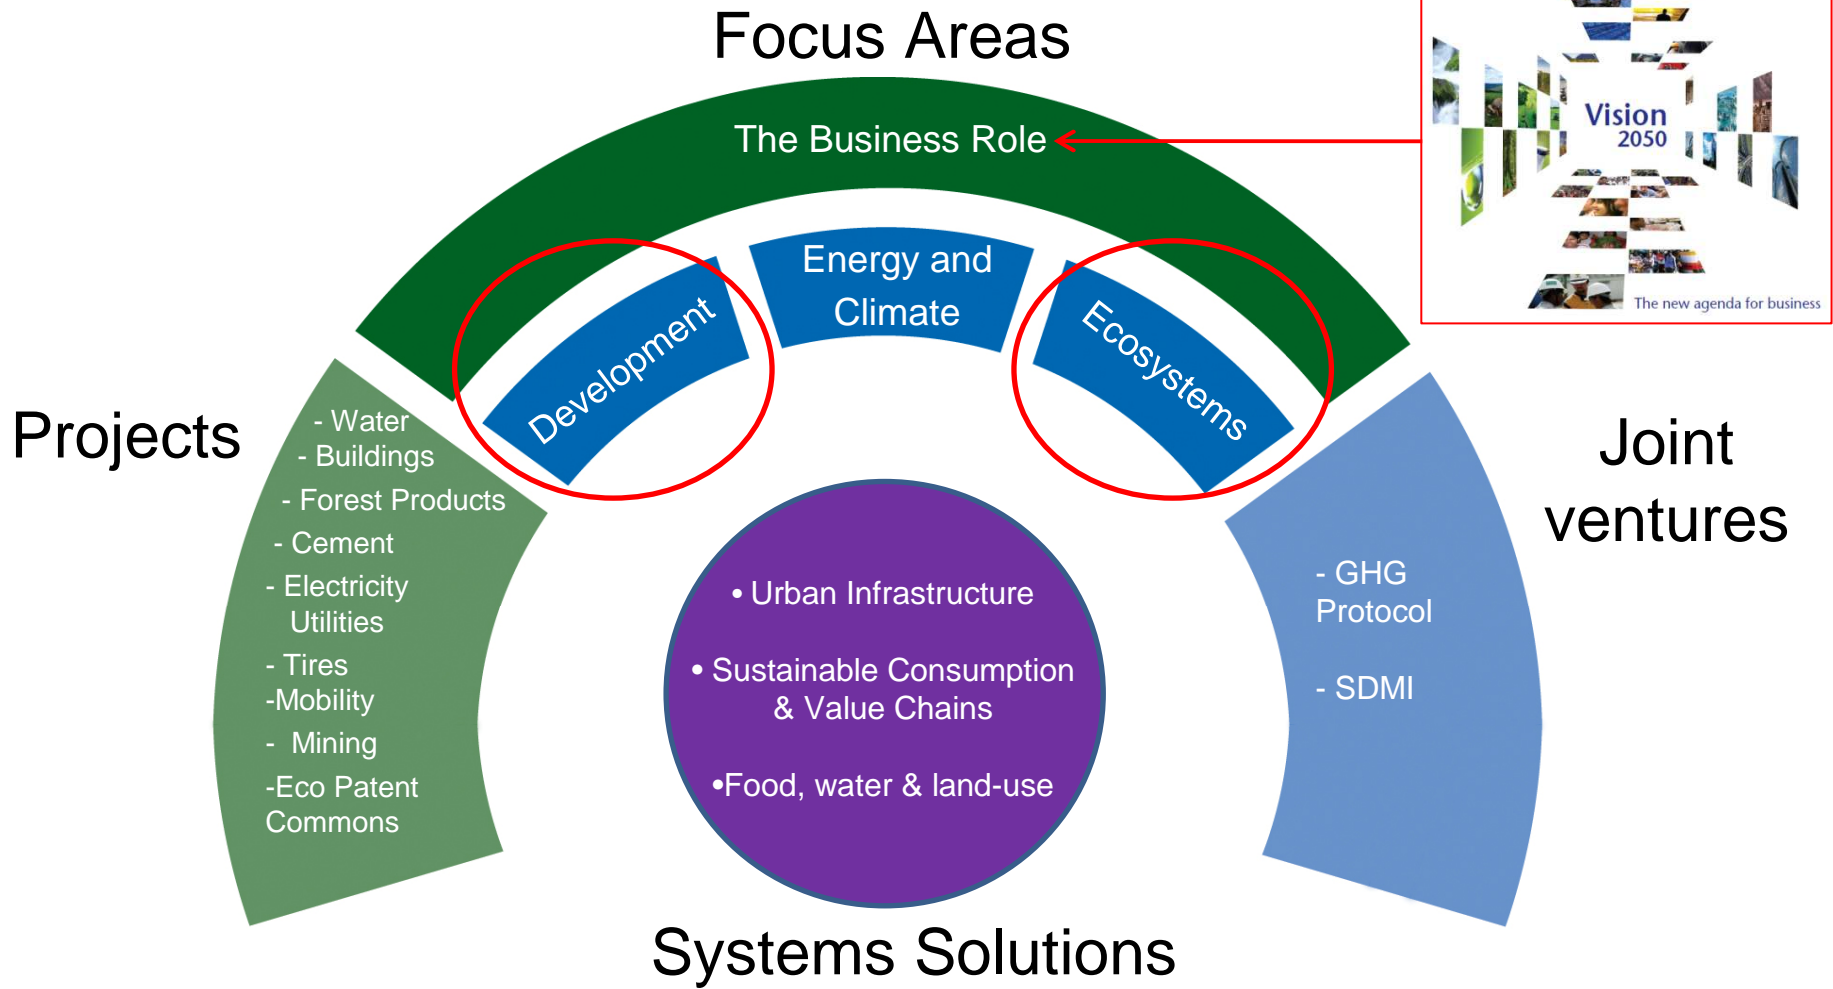 Focus Areas
The Business Role
Vision
2050
The new agenda for business
Energy and
Climate
Development
Ecosystems
Projects
- Water
- Buildings
- Forest Products
- Cement
- Electricity
Utilities
- Tires
-Mobility
- Mining
-Eco Patent
Commons
• Urban Infrastructure
• Sustainable Consumption
& Value Chains
•Food, water & land-use
Joint
ventures
- GHG
Protocol
- SDMI
Systems Solutions